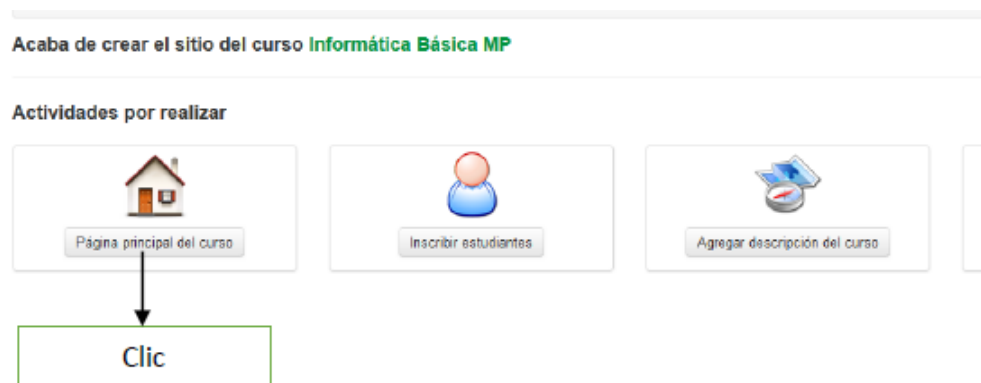 Acaba de crear el sitio del curso Informática Básica MP
Actividades por realizar
Página principal del curso
Inscribir estudiantes
Agregar descripción del curso
Clic